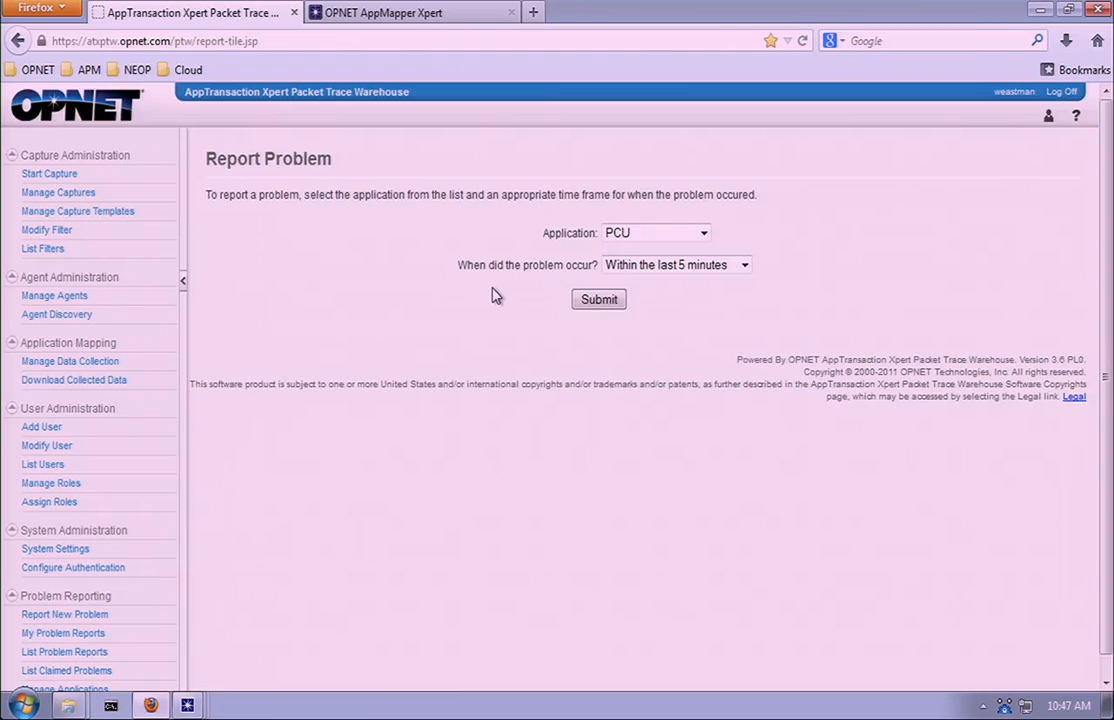 Firefox
AppTransaction Xpert Packet Trace ...
OPNET AppMapper Xpert
https://atxptw.opnet.com/ptw/report-tile.jsp
Google
OPNET
APM
NEOP
Cloud
Bookmarks
OPNET
AppTransaction Xpert Packet Trace Warehouse
weastman
Log Off
Capture Administration
Start Capture
Manage Captures
Manage Capture Templates
Modify Filter
List Filters
Agent Administration
Manage Agents
Agent Discovery
Application Mapping
Manage Data Collection
Download Collected Data
User Administration
Add User
Modify User
List Users
Manage Roles
Assign Roles
System Administration
System Settings
Configure Authentication
Problem Reporting
Report New Problem
My Problem Reports
List Problem Reports
List Claimed Problems
Manage Applications
Report Problem
To report a problem, select the application from the list and an appropriate time frame for when the problem occured.
Application: PCU
When did the problem occur? Within the last 5 minutes
Submit
Powered By OPNET AppTransaction Xpert Packet Trace Warehouse. Version 3.6 PL0.
Copyright © 2000-2011 OPNET Technologies, Inc. All rights reserved.
This software product is subject to one or more United States and/or international copyrights and/or trademarks and/or patents, as further described in the AppTransaction Xpert Packet Trace Warehouse Software Copyrights
page, which may be accessed by selecting the Legal link. Legal
10:47 AM